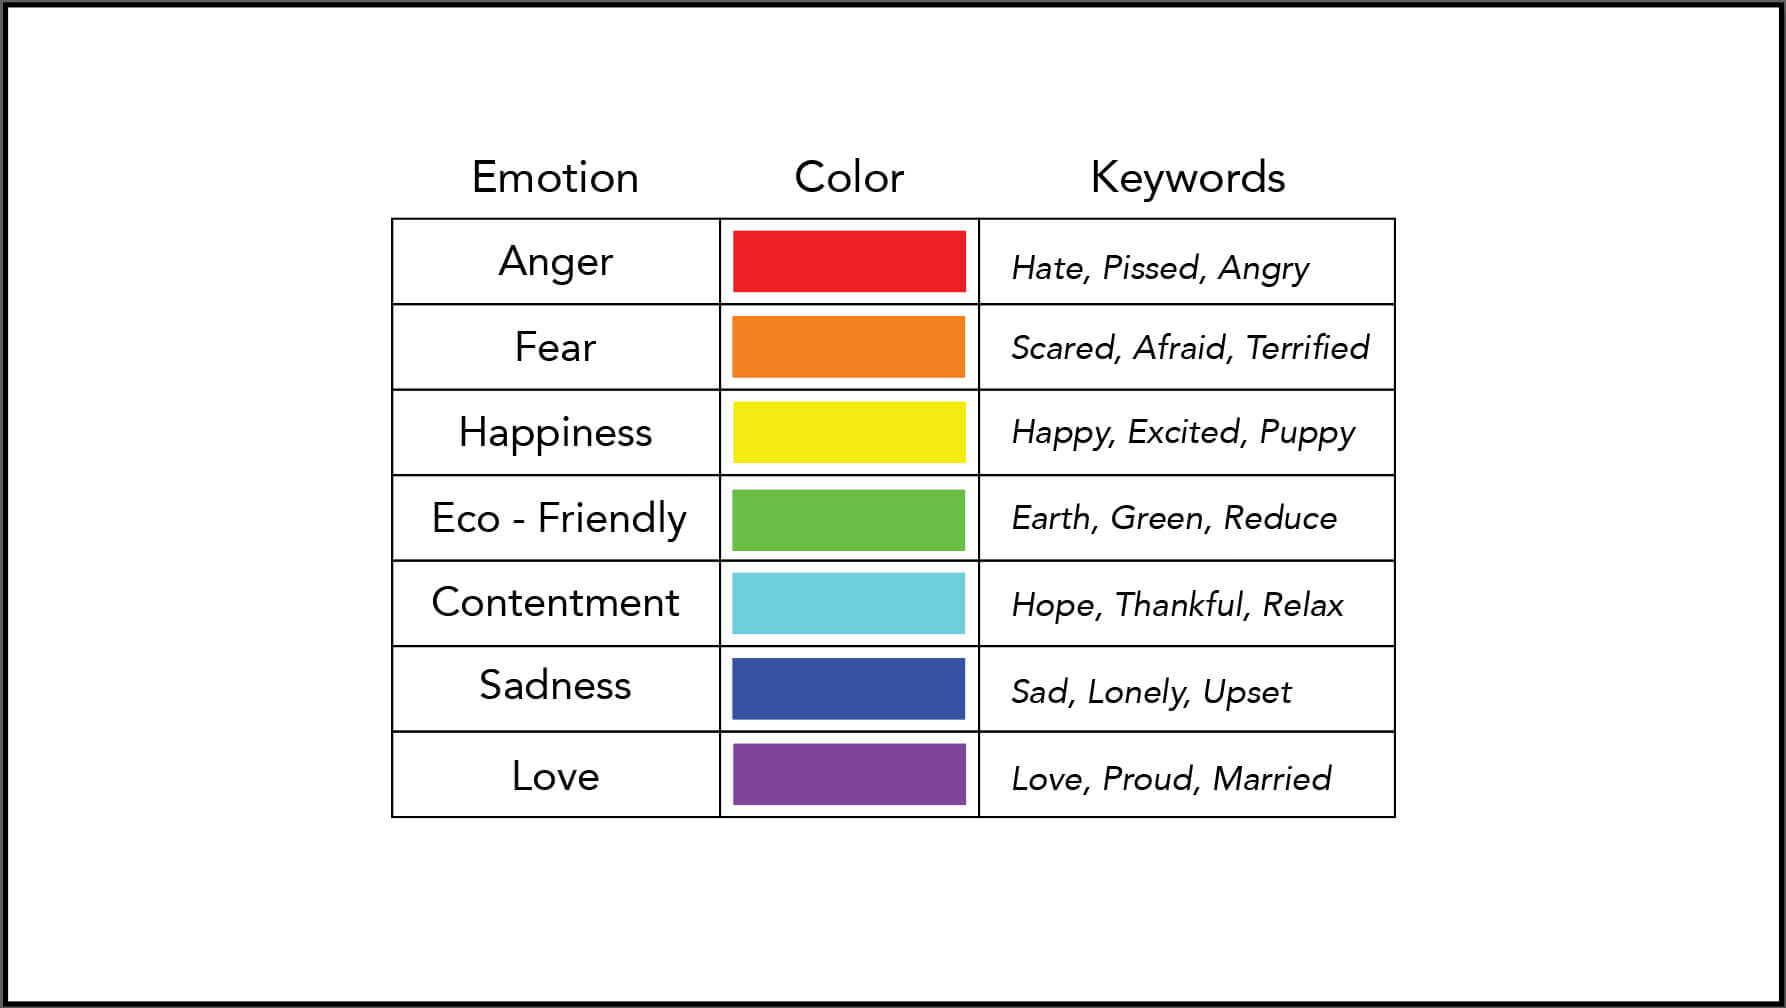 Emotion Color Keywords
Anger Hate, Pissed, Angry
Fear Scared, Afraid, Terrified
Happiness Happy, Excited, Puppy
Eco - Friendly Earth, Green, Reduce
Contentment Hope, Thankful, Relax
Sadness Sad, Lonely, Upset
Love Love, Proud, Married